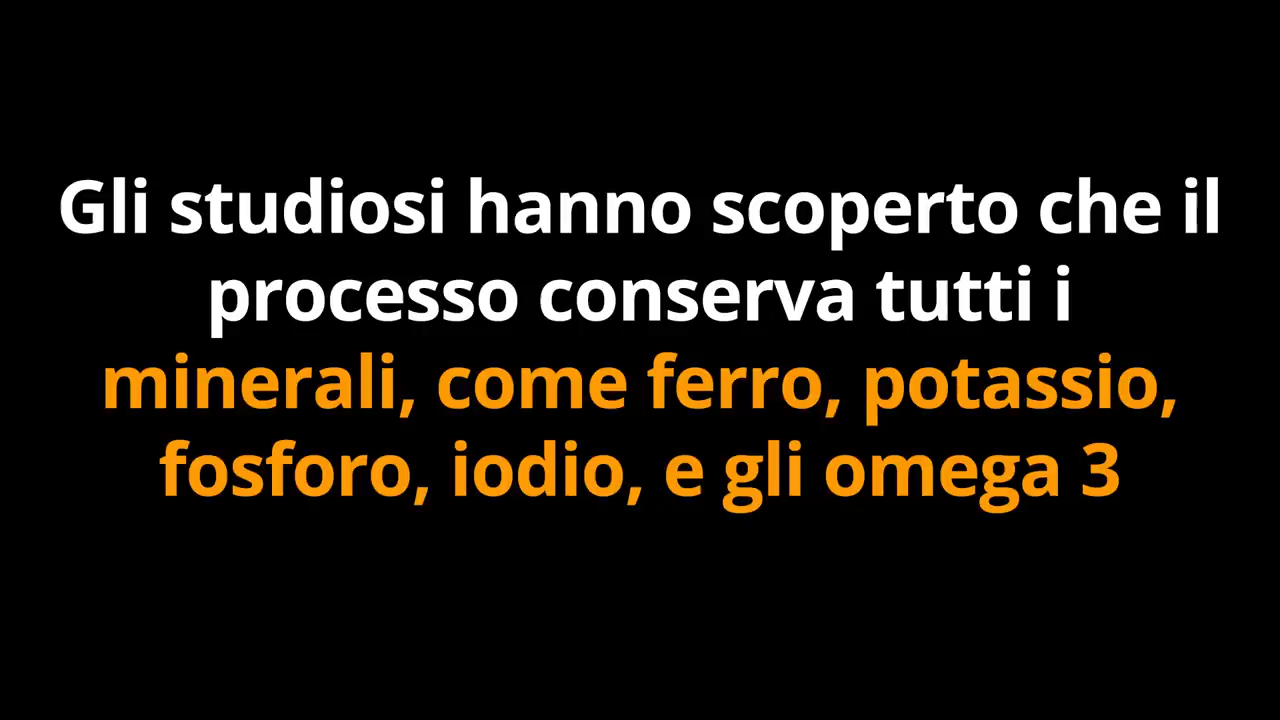 Gli studiosi hanno scoperto che il
processo conserva tutti i
minerali, come ferro, potassio,
fosforo, iodio, e gli omega 3